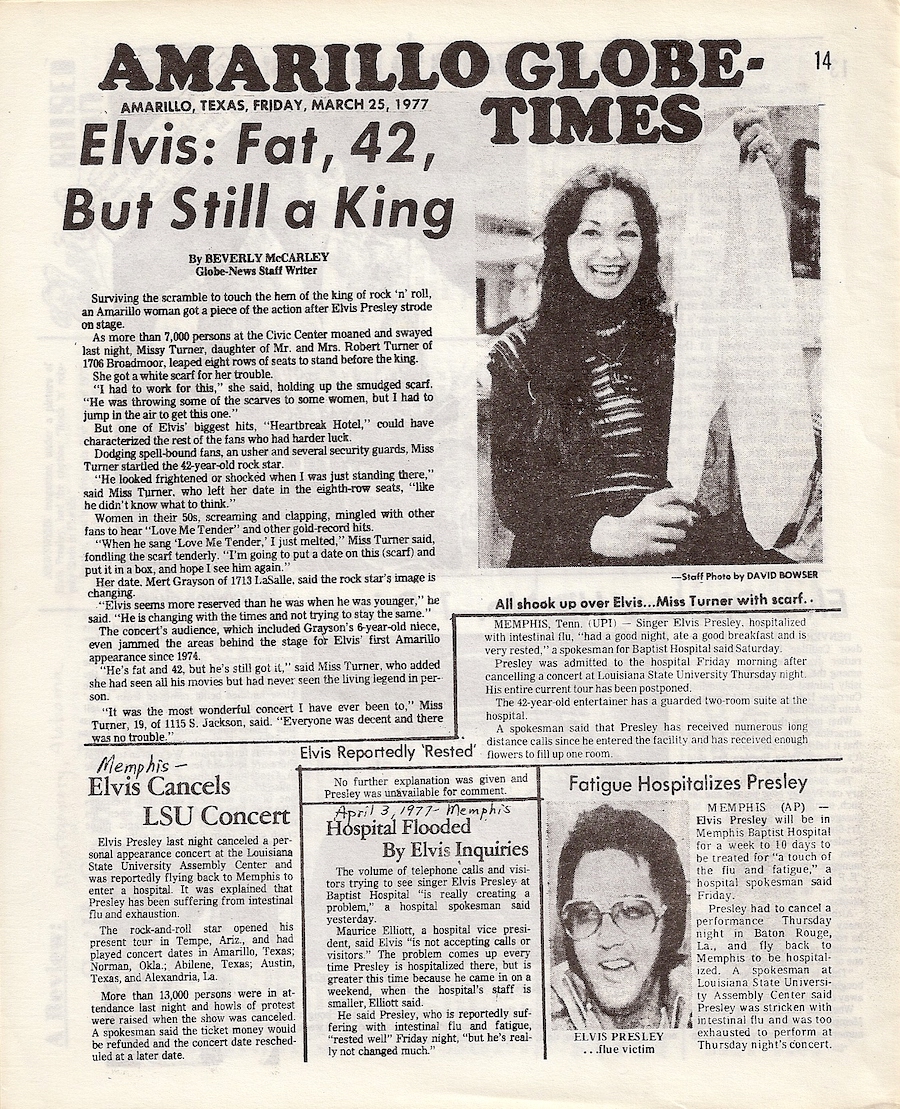 AMARILLO GLOBE-
TIMES
14
AMARILLO, TEXAS, FRIDAY, MARCH 25, 1977
Elvis: Fat, 42,
But Still a King
By BEVERLY McCARLEY
Globe-News Staff Writer
Surviving the scramble to touch the hem of the king of rock 'n' roll,
an Amarillo woman got a piece of the action after Elvis Presley strode
on stage.
As more than 7,000 persons at the Civic Center moaned and swayed
last night, Missy Turner, daughter of Mr. and Mrs. Robert Turner of
1706 Broadmoor, leaped eight rows of seats to stand before the king.
She got a white scarf for her trouble.
"I had to work for this," she said, holding up the smudged scarf.
"He was throwing some of the scarves to some women, but I had to
jump in the air to get this one."
But one of Elvis' biggest hits, "Heartbreak Hotel," could have
characterized the rest of the fans who had harder luck.
Dodging spell-bound fans, an usher and several security guards, Miss
Turner startled the 42-year-old rock star.
"He looked frightened or shocked when I was just standing there,"
said Miss Turner, who left her date in the eighth-row seats, "like
he didn't know what to think."
Women in their 50s, screaming and clapping, mingled with other
fans to hear "Love Me Tender" and other gold-record hits.
"When he sang 'Love Me Tender,' I just melted," Miss Turner said,
fondling the scarf tenderly. "I'm going to put a date on this (scarf) and
put it in a box, and hope I see him again."
Her date, Mert Grayson of 1713 LaSalle, said the rock star's image is
changing.
"Elvis seems more reserved than he was when he was younger," he
said. "He is changing with the times and not trying to stay the same."
The concert's audience, which included Grayson's 6-year-old niece,
even jammed the areas behind the stage for Elvis' first Amarillo
appearance since 1974.
"He's fat and 42, but he's still got it," said Miss Turner, who added
she had seen all his movies but had never seen the living legend in per-
son.
"It was the most wonderful concert I have ever been to," Miss
Turner, 19, of 1115 S. Jackson, said. "Everyone was decent and there
was no trouble."
—Staff Photo by DAVID BOWSER
All shook up over Elvis...Miss Turner with scarf..
MEMPHIS, Tenn. (UPI) — Singer Elvis Presley, hospitalized
with intestinal flu, "had a good night, ate a good breakfast and is
very rested," a spokesman for Baptist Hospital said Saturday.
Presley was admitted to the hospital Friday morning after
cancelling a concert at Louisiana State University Thursday night.
His entire current tour has been postponed.
The 42-year-old entertainer has a guarded two-room suite at the
hospital.
A spokesman said that Presley has received numerous long
distance calls since he entered the facility and has received enough
flowers to fill up one room.
Elvis Reportedly 'Rested'
Memphis —
Elvis Cancels
LSU Concert
Elvis Presley last night canceled a per-
sonal appearance concert at the Louisiana
State University Assembly Center and
was reportedly flying back to Memphis to
enter a hospital. It was explained that
Presley has been suffering from intestinal
flu and exhaustion.
The rock-and-roll star opened his
present tour in Tempe, Ariz., and had
played concert dates in Amarillo, Texas;
Norman, Okla.; Abilene, Texas; Austin,
Texas, and Alexandria, La.
More than 13,000 persons were in at-
tendance last night and howls of protest
were raised when the show was canceled.
A spokesman said the ticket money would
be refunded and the concert date resched-
uled at a later date.
No further explanation was given and
Presley was unavailable for comment.
April 3, 1977- Memphis
Hospital Flooded
By Elvis Inquiries
The volume of telephone calls and visi-
tors trying to see singer Elvis Presley at
Baptist Hospital "is really creating a
problem," a hospital spokesman said
yesterday.
Maurice Elliott, a hospital vice presi-
dent, said Elvis "is not accepting calls or
visitors." The problem comes up every
time Presley is hospitalized there, but is
greater this time because he came in on a
weekend, when the hospital's staff is
smaller, Elliott said.
He said Presley, who is reportedly suf-
fering with intestinal flu and fatigue,
"rested well" Friday night, "but he's real-
ly not changed much."
Fatigue Hospitalizes Presley
ELVIS PRESLEY
...flue victim
MEMPHIS (AP) —
Elvis Presley will be in
Memphis Baptist Hospital
for a week to 10 days to
be treated for "a touch of
the flu and fatigue," a
hospital spokesman said
Friday.
Presley had to cancel a
performance Thursday
night in Baton Rouge,
La., and fly back to
Memphis to be hospital-
ized. A spokesman at
Louisiana State Universi-
ty Assembly Center said
Presley was stricken with
intestinal flu and was too
exhausted to perform at
Thursday night's concert.